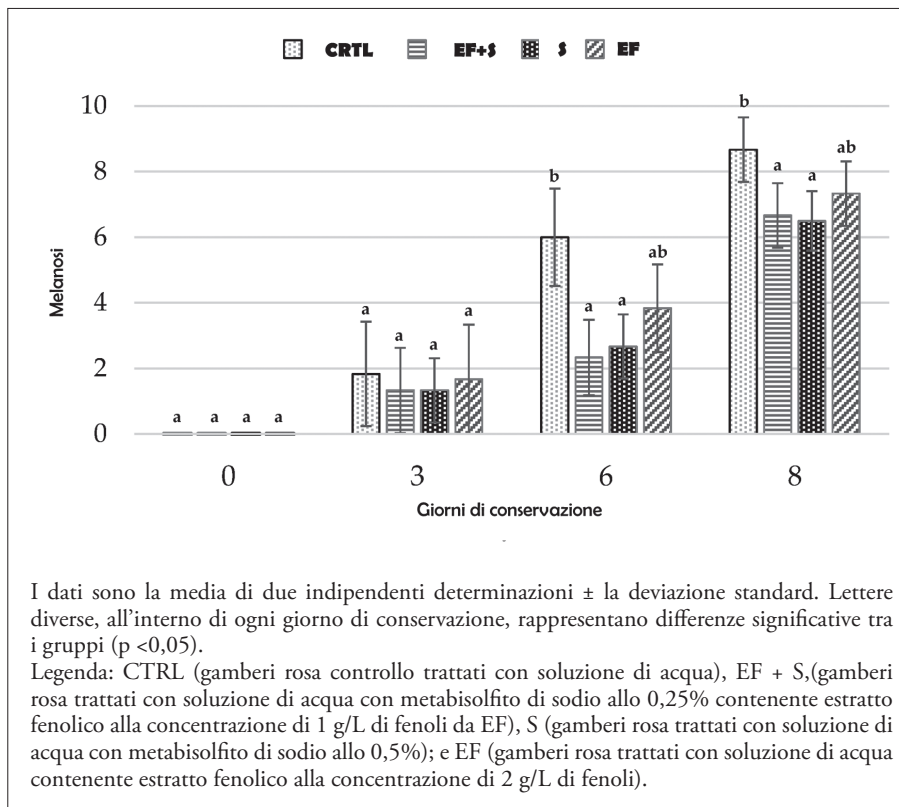 CRTL EF+S S EF
10
8
6
4
2
0
Melanosi
a a a a
a a a a
b a a ab
b a a ab
0 3 6 8
Giorni di conservazione
I dati sono la media di due indipendenti determinazioni ± la deviazione standard. Lettere
diverse, all’interno di ogni giorno di conservazione, rappresentano differenze significative tra
i gruppi (p <0,05).
Legenda: CTRL (gamberi rosa controllo trattati con soluzione di acqua), EF + S,(gamberi
rosa trattati con soluzione di acqua con metabisolfito di sodio allo 0,25% contenente estratto
fenolico alla concentrazione di 1 g/L di fenoli da EF), S (gamberi rosa trattati con soluzione di
acqua con metabisolfito di sodio allo 0,5%); e EF (gamberi rosa trattati con soluzione di acqua
contenente estratto fenolico alla concentrazione di 2 g/L di fenoli).